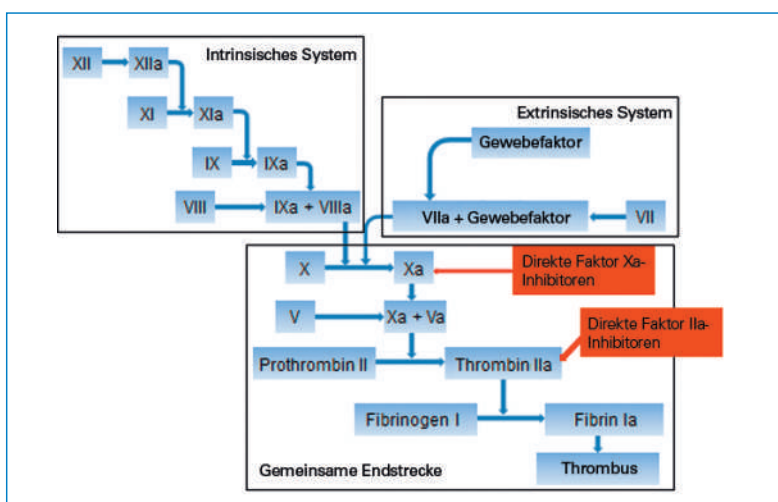 Intrinsisches System
XII
XIIa
XI
XIa
IX
IXa
VIII
IXa + VIIIa
Extrinsisches System
Gewebefaktor
VIIa + Gewebefaktor
VII
X
Xa
Direkte Faktor Xa-
Inhibitoren
V
Xa + Va
Direkte Faktor IIa-
Inhibitoren
Prothrombin II
Thrombin IIa
Fibrinogen I
Fibrin Ia
Thrombus
Gemeinsame Endstrecke